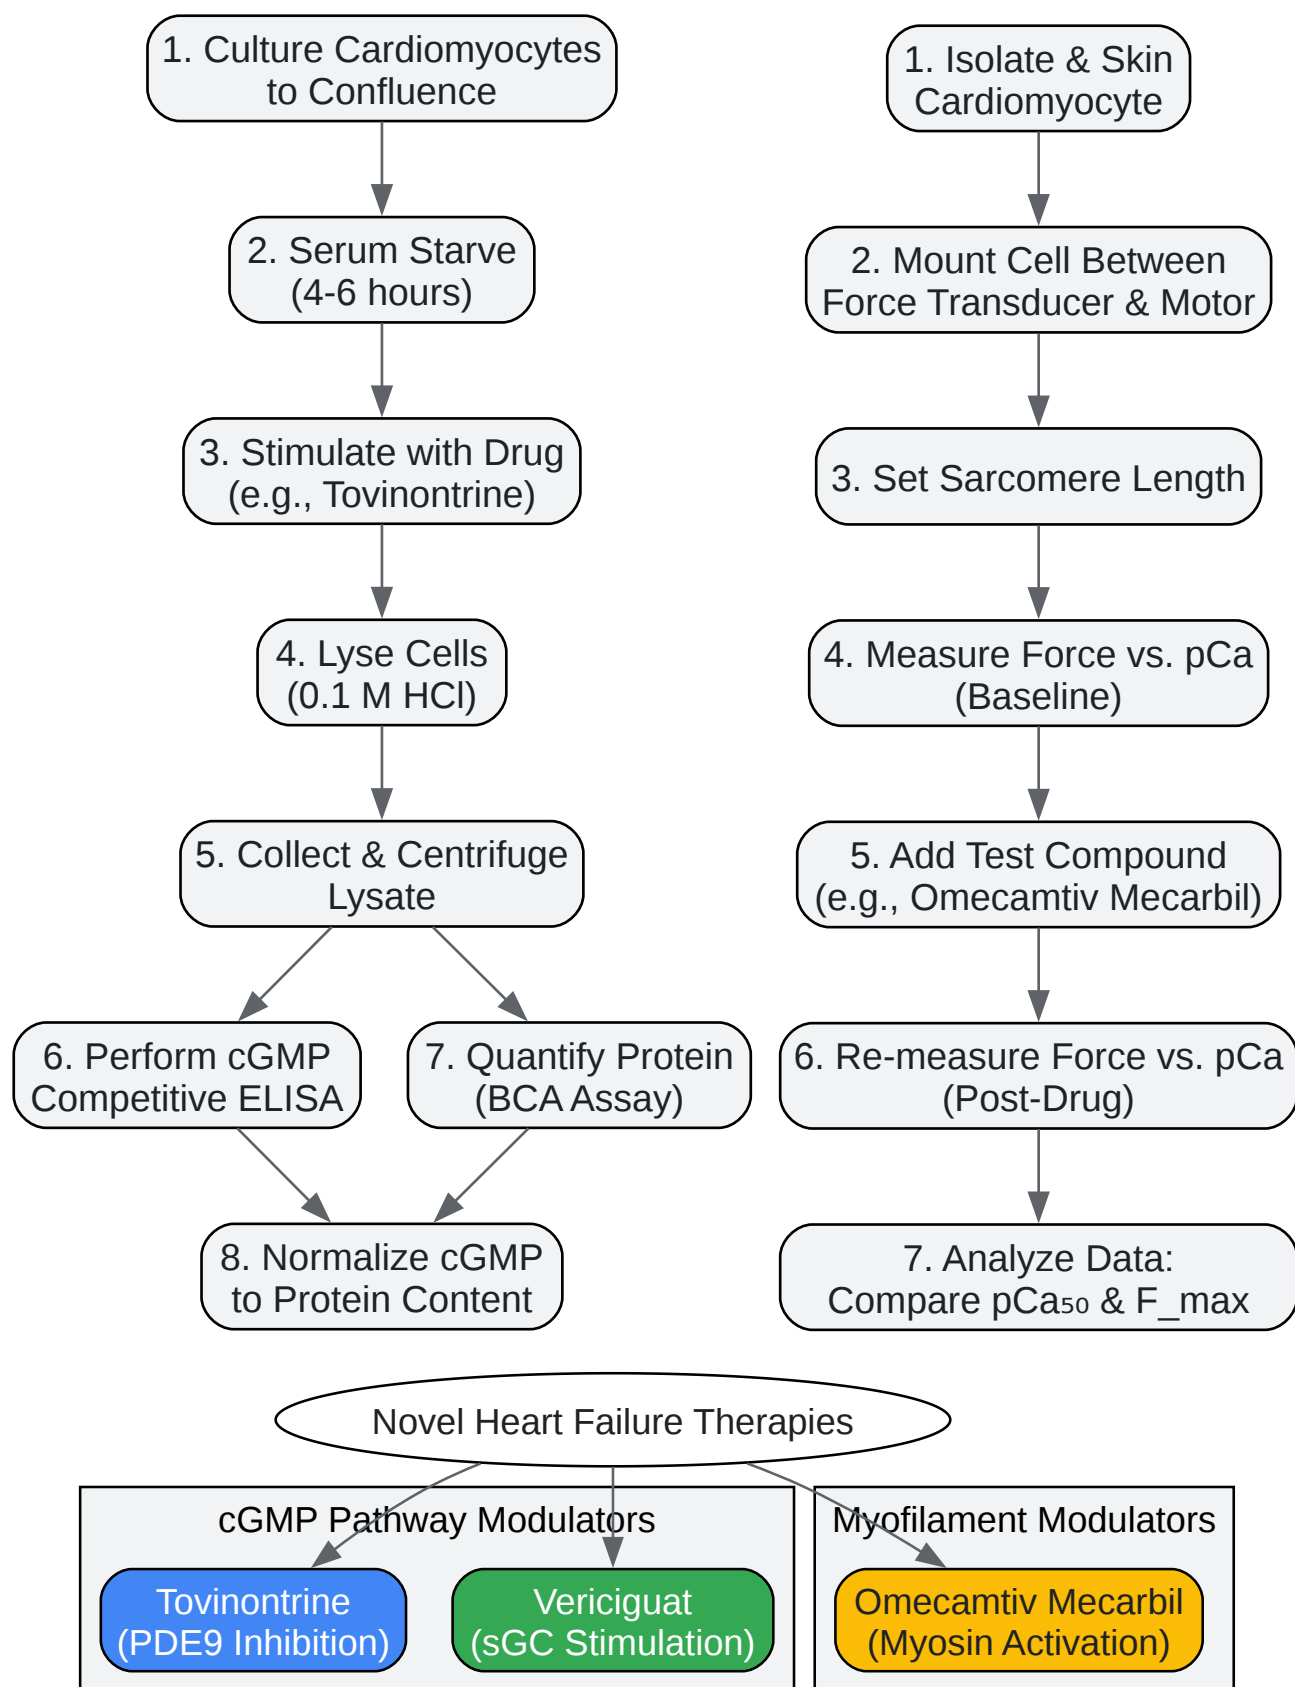 1. Culture Cardiomyocytes
to Confluence
2. Serum Starve
(4-6 hours)
3. Stimulate with Drug
(e.g., Tovinontrine)
4. Lyse Cells
(0.1 M HCl)
5. Collect & Centrifuge
Lysate
6. Perform cGMP
Competitive ELISA
7. Quantify Protein
(BCA Assay)
8. Normalize cGMP
to Protein Content
1. Isolate & Skin
Cardiomyocyte
2. Mount Cell Between
Force Transducer & Motor
3. Set Sarcomere Length
4. Measure Force vs. pCa
(Baseline)
5. Add Test Compound
(e.g., Omecamtiv Mecarbil)
6. Re-measure Force vs. pCa
(Post-Drug)
7. Analyze Data:
Compare pCa₅₀ & F_max
Novel Heart Failure Therapies
cGMP Pathway Modulators
Tovinontrine
(PDE9 Inhibition)
Vericiguat
(sGC Stimulation)
Myofilament Modulators
Omecamtiv Mecarbil
(Myosin Activation)